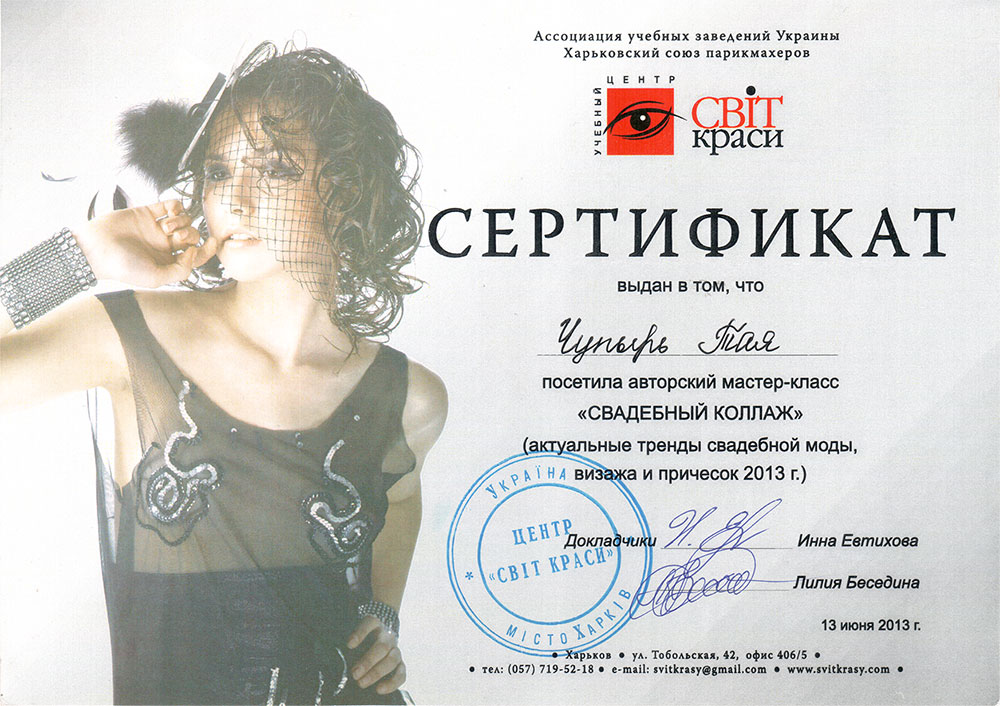 Ассоциация учебных заведений Украины
Харьковский союз парикмахеров
УЧЕБНЫЙ ЦЕНТР
СВІТ
краси
СЕРТИФИКАТ
выдан в том, что
Чупырь Тая
посетила авторский мастер-класс
«СВАДЕБНЫЙ КОЛЛАЖ»
(актуальные тренды свадебной моды,
визажа и причесок 2013 г.)
УКРАЇНА
ЦЕНТР
«СВІТ КРАСИ»
* МІСТО ХАРКІВ
Докладчики Инна Евтихова
Лилия Беседина
13 июня 2013 г.
• Харьков • ул. Тобольская, 42, офис 406/5 •
• тел: (057) 719-52-18 • e-mail: svitkrasy@gmail.com • www.svitkrasy.com •